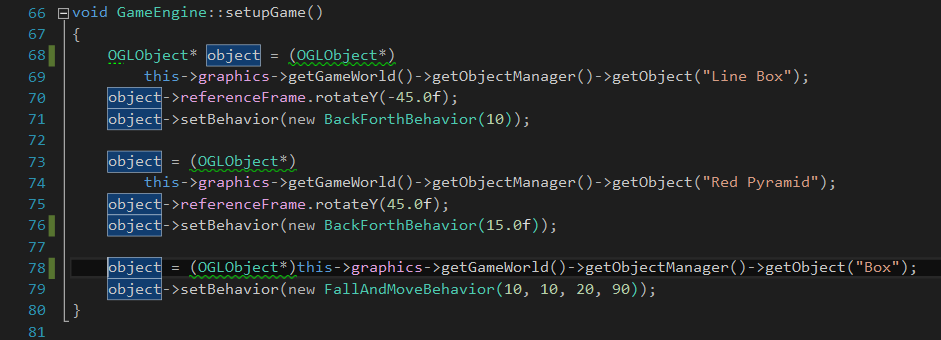 66 void GameEngine::setupGame()
67 {
68     OGLObject* object = (OGLObject*)
69         this->graphics->getGameWorld()->getObjectManager()->getObject("Line Box");
70     object->referenceFrame.rotateY(-45.0f);
71     object->setBehavior(new BackForthBehavior(10));
72
73     object = (OGLObject*)
74         this->graphics->getGameWorld()->getObjectManager()->getObject("Red Pyramid");
75     object->referenceFrame.rotateY(45.0f);
76     object->setBehavior(new BackForthBehavior(15.0f));
77
78     object = (OGLObject*)this->graphics->getGameWorld()->getObjectManager()->getObject("Box");
79     object->setBehavior(new FallAndMoveBehavior(10, 10, 20, 90));
80 }
81